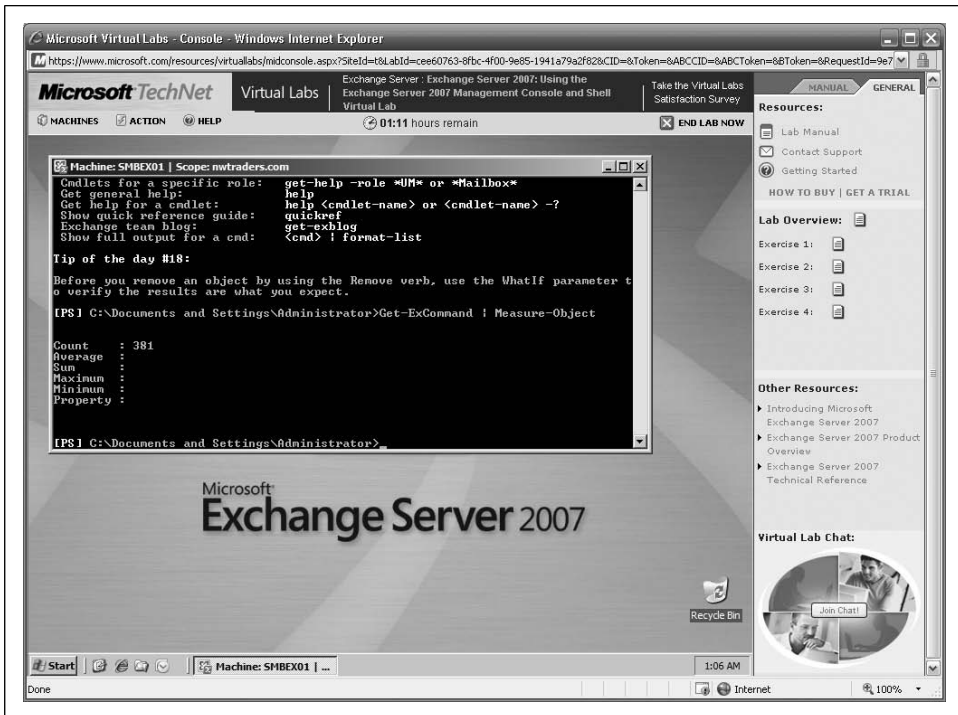 Microsoft Virtual Labs - Console - Windows Internet Explorer
https://www.microsoft.com/resources/virtuallabs/midconsole.aspx?SiteId=t&LabId=cee60763-8fbc-4f00-9e85-1941a79a2f82&CID=&Token=&ABCCID=&ABCToken=&BToken=&RequestId=9e7
Microsoft TechNet
Virtual Labs
Exchange Server : Exchange Server 2007: Using the
Exchange Server 2007 Management Console and Shell
Virtual Lab
Take the Virtual Labs
Satisfaction Survey
MANUAL
GENERAL
MACHINES
ACTION
HELP
01:11 hours remain
END LAB NOW
Machine: SMBEX01 | Scope: nwtraders.com
Cmdlets for a specific role: get-help -role *UM* or *Mailbox*
Get general help: help
Get help for a cmdlet: help <cmdlet-name> or <cmdlet-name> -?
Show quick reference guide: quickref
Exchange team blog: get-exblog
Show full output for a cmd: <cmd> | format-list
Tip of the day #18:
Before you remove an object by using the Remove verb, use the WhatIf parameter t
o verify the results are what you expect.
[PS] C:\Documents and Settings\Administrator>Get-ExCommand | Measure-Object
Count : 381
Average :
Sum :
Maximum :
Minimum :
Property :
[PS] C:\Documents and Settings\Administrator>_
Microsoft
Exchange Server 2007
Recycle Bin
Start
Machine: SMBEX01 | ...
1:06 AM
Resources:
Lab Manual
Contact Support
Getting Started
HOW TO BUY | GET A TRIAL
Lab Overview:
Exercise 1:
Exercise 2:
Exercise 3:
Exercise 4:
Other Resources:
Introducing Microsoft
Exchange Server 2007
Exchange Server 2007 Product
Overview
Exchange Server 2007
Technical Reference
Virtual Lab Chat:
Join Chat!
Done
Internet
100%